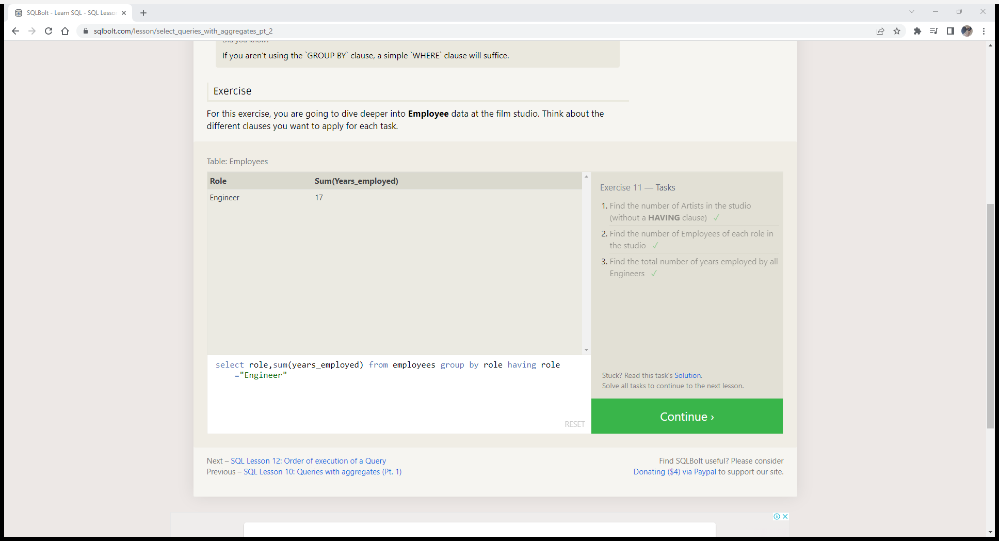 SQLBolt - Learn SQL - SQL Lesso
sqlbolt.com/lesson/select_queries_with_aggregates_pt_2
Did you know?
If you aren't using the `GROUP BY` clause, a simple `WHERE` clause will suffice.
Exercise
For this exercise, you are going to dive deeper into Employee data at the film studio. Think about the
different clauses you want to apply for each task.
Table: Employees
Role Sum(Years_employed)
Engineer 17
select role,sum(years_employed) from employees group by role having role
="Engineer"
RESET
Exercise 11 — Tasks
1. Find the number of Artists in the studio
(without a HAVING clause) ✓
2. Find the number of Employees of each role in
the studio ✓
3. Find the total number of years employed by all
Engineers ✓
Stuck? Read this task's Solution.
Solve all tasks to continue to the next lesson.
Continue ›
Next – SQL Lesson 12: Order of execution of a Query
Previous – SQL Lesson 10: Queries with aggregates (Pt. 1)
Find SQLBolt useful? Please consider
Donating ($4) via Paypal to support our site.